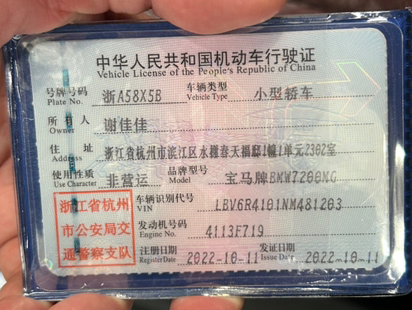 中华人民共和国机动车行驶证
Vehicle License of the People's Republic of China
号牌号码 浙A58X5B 车辆类型 小型轿车
Plate No. Vehicle Type
所有人 谢佳佳
Owner
住址 浙江省杭州市滨江区水榭春天福邸1幢1单元2302室
Address
使用性质 非营运 品牌型号 宝马牌BMW7200MG
Use Character Model
浙江省杭州 车辆识别代号 LBV6R4101NM481203
VIN
市公安局交 发动机号码 4113F719
Engine No.
通警察支队 注册日期 2022-10-11 发证日期 2022-10-11
Register Date Issue Date